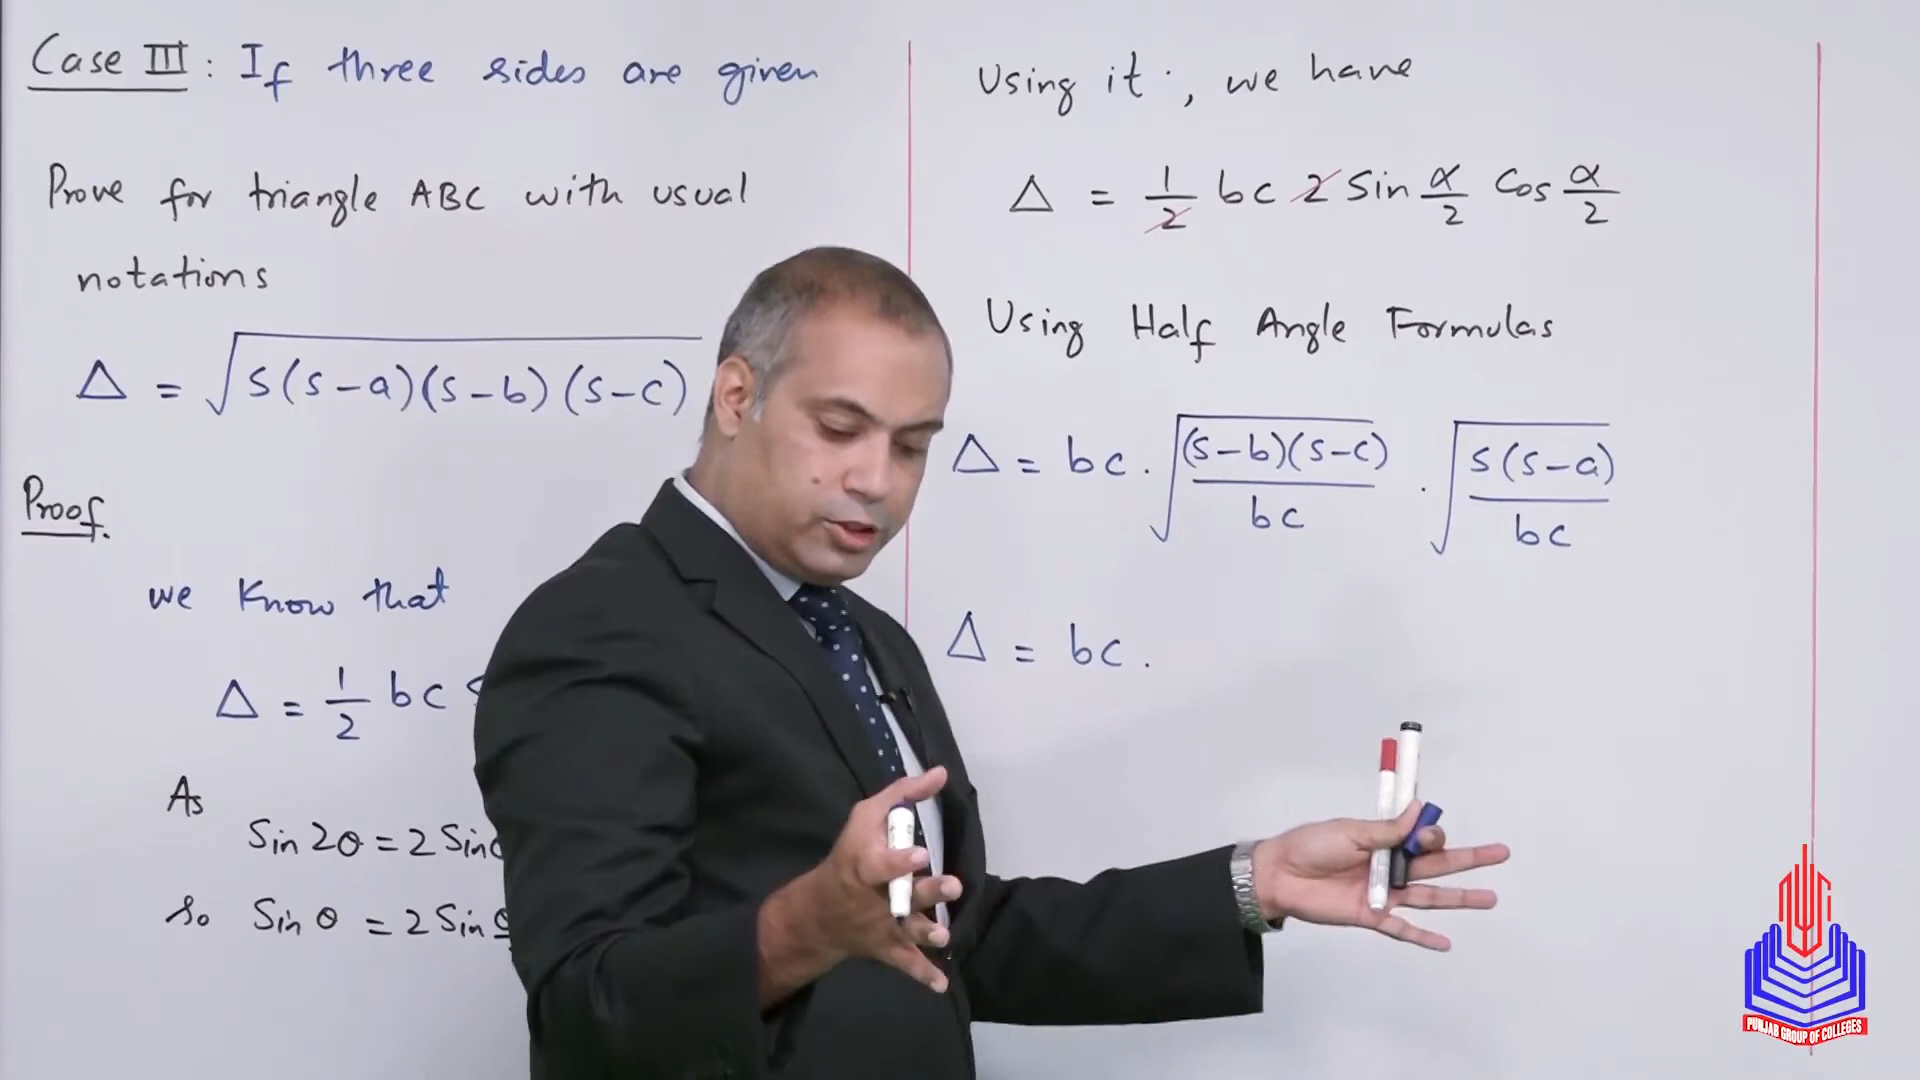 Case III : If three sides are given
Prove for triangle ABC with usual
notations
Δ = √s(s-a)(s-b)(s-c)
Proof.
we know that
Δ = 1/2 bc
As
Sin 2θ = 2 Sin
so Sin θ = 2 Sin
Using it, we have
Δ = 1/2 bc 2 Sin α/2 Cos α/2
Using Half Angle Formulas
Δ = bc . √(s-b)(s-c)/bc . √s(s-a)/bc
Δ = bc .
PUNJAB GROUP OF COLLEGES